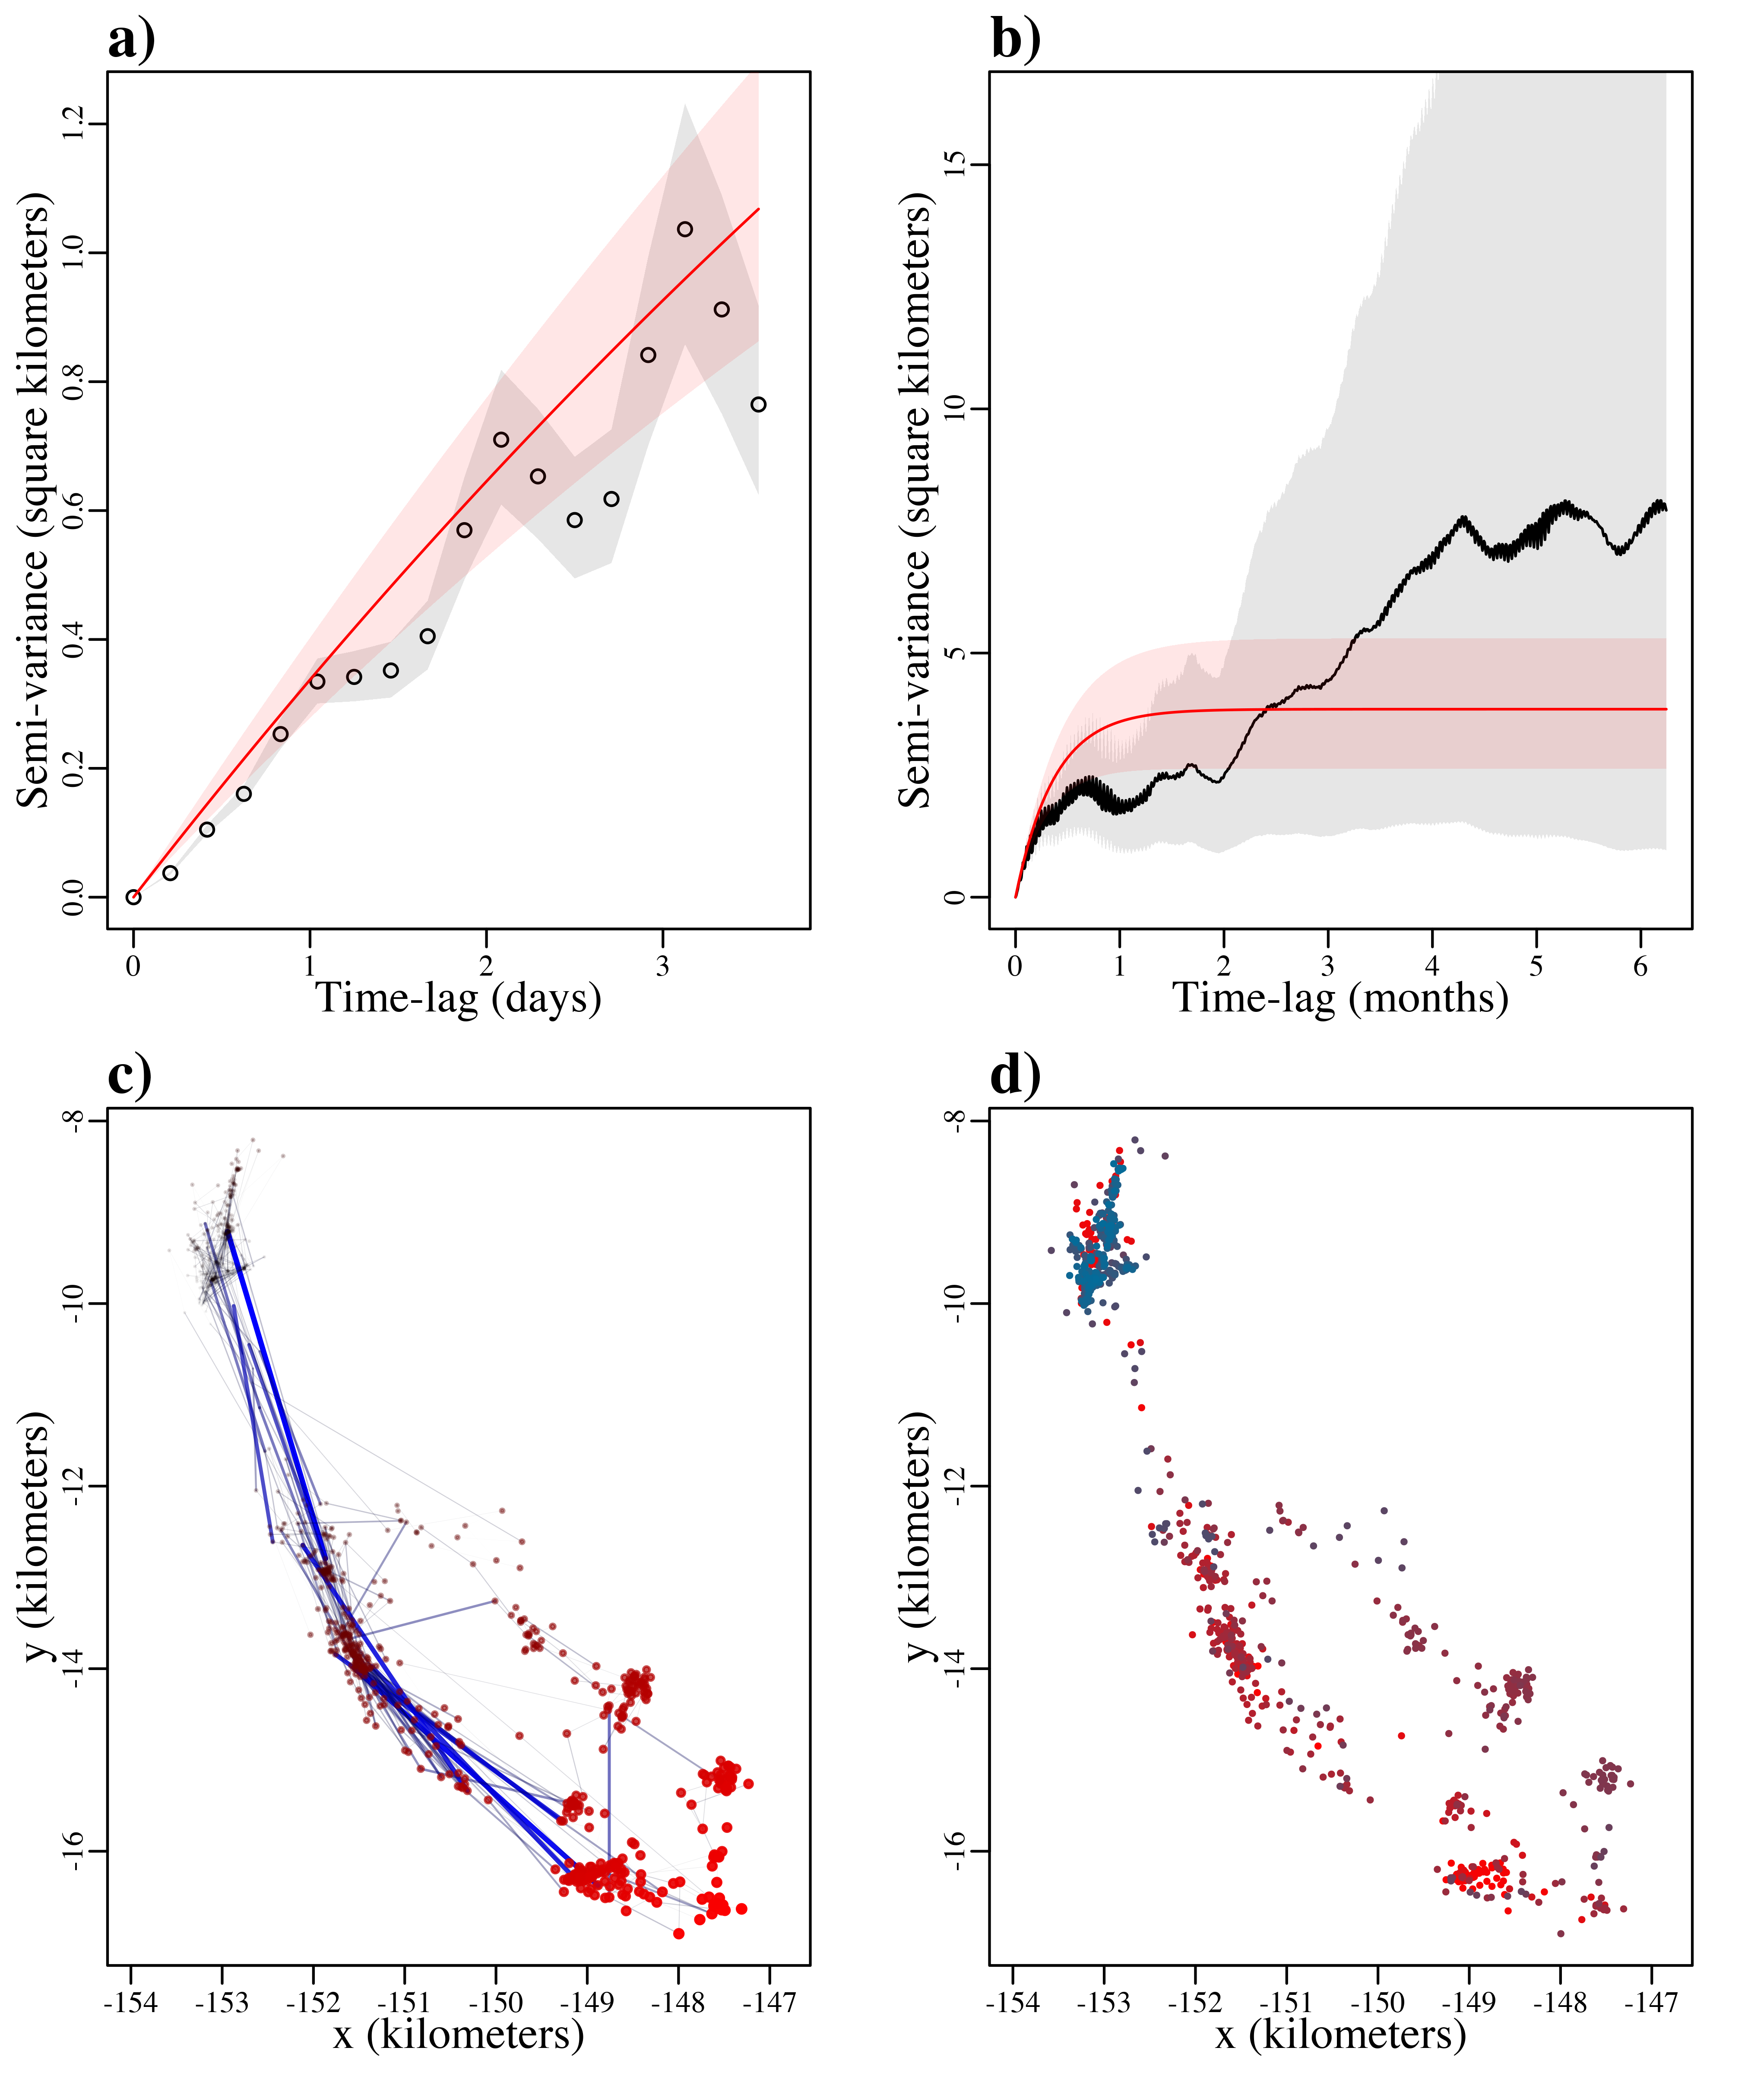 a)
Semi-variance (square kilometers)
0.0 0.2 0.4 0.6 0.8 1.0 1.2
0 1 2 3
Time-lag (days)
b)
Semi-variance (square kilometers)
0 5 10 15
0 1 2 3 4 5 6
Time-lag (months)
c)
y (kilometers)
-16 -14 -12 -10 -8
-154 -153 -152 -151 -150 -149 -148 -147
x (kilometers)
d)
y (kilometers)
-16 -14 -12 -10 -8
-154 -153 -152 -151 -150 -149 -148 -147
x (kilometers)